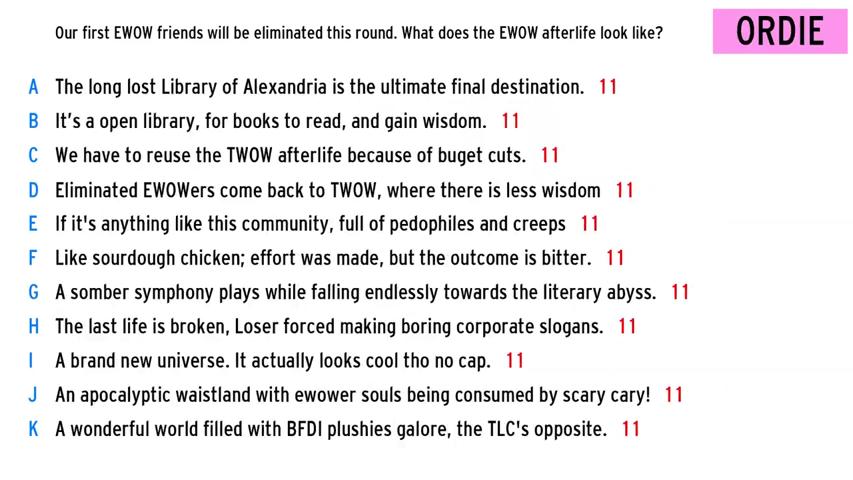 Our first EWOW friends will be eliminated this round. What does the EWOW afterlife look like?
ORDIE
A The long lost Library of Alexandria is the ultimate final destination. 11
B It's a open library, for books to read, and gain wisdom. 11
C We have to reuse the TWOW afterlife because of buget cuts. 11
D Eliminated EWOWers come back to TWOW, where there is less wisdom 11
E If it's anything like this community, full of pedophiles and creeps 11
F Like sourdough chicken; effort was made, but the outcome is bitter. 11
G A somber symphony plays while falling endlessly towards the literary abyss. 11
H The last life is broken, Loser forced making boring corporate slogans. 11
I A brand new universe. It actually looks cool tho no cap. 11
J An apocalyptic waistland with ewower souls being consumed by scary cary! 11
K A wonderful world filled with BFDI plushies galore, the TLC's opposite. 11